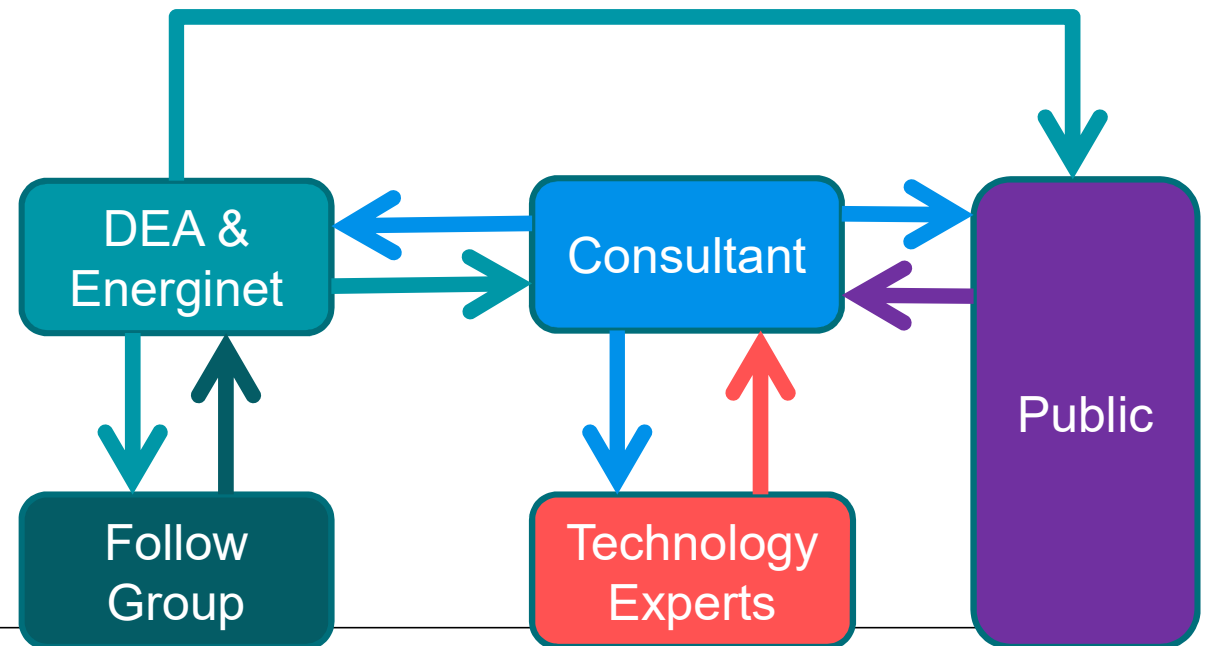 DEA &
Energinet
Consultant
Public
Follow
Group
Technology
Experts